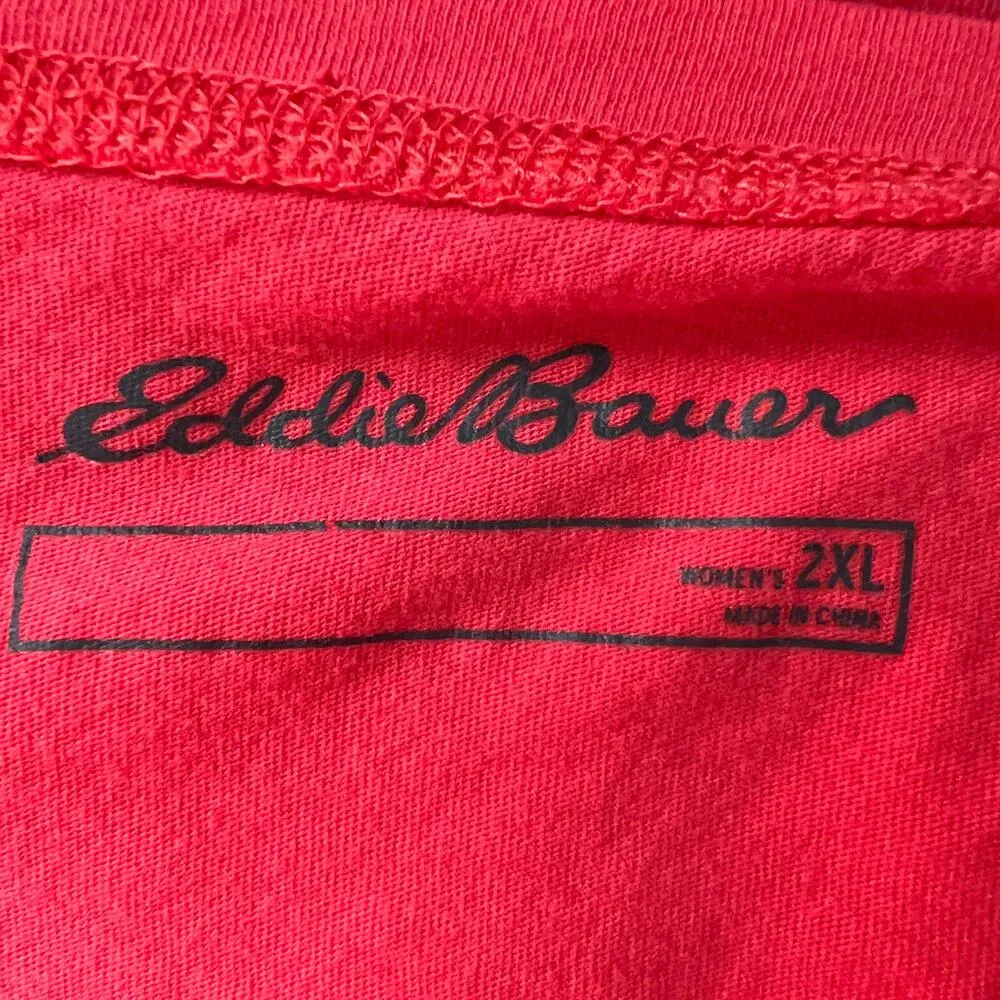 Eddie Bauer
WOMEN'S 2XL
MADE IN CHINA